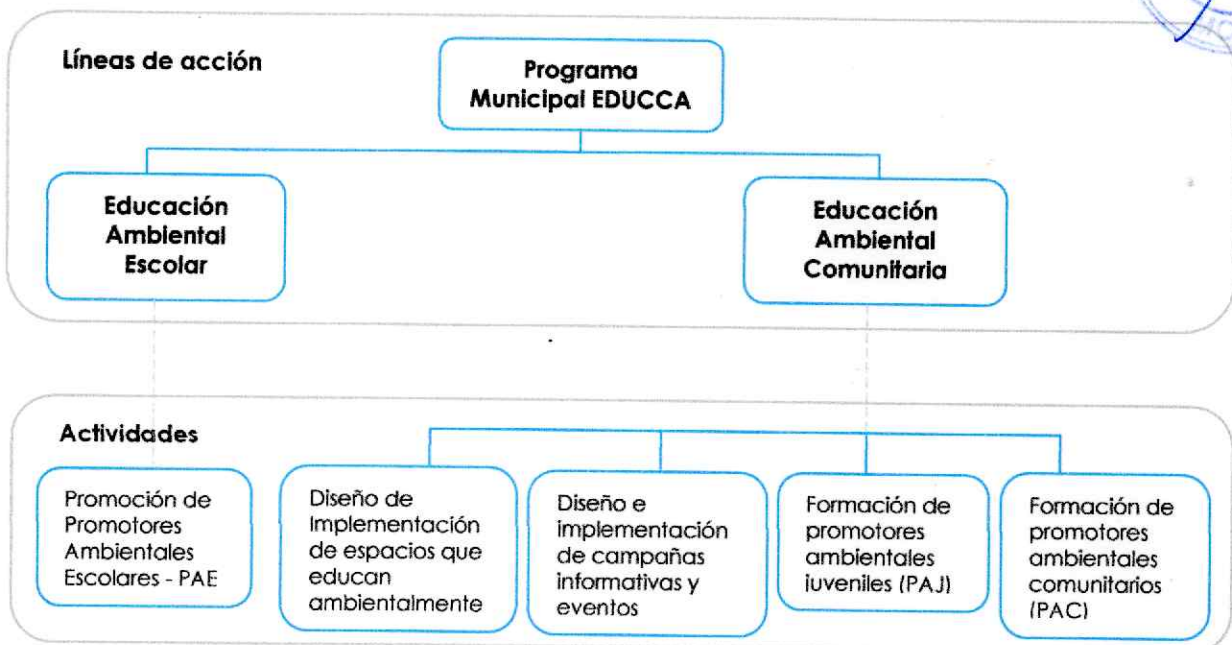 Líneas de acción
Programa
Municipal EDUCCA
Educación
Ambiental
Escolar
Educación
Ambiental
Comunitaria
Actividades
Promoción de
Promotores
Ambientales
Escolares - PAE
Diseño de
Implementación
de espacios que
educan
ambientalmente
Diseño e
implementación
de campañas
informativas y
eventos
Formación de
promotores
ambientales
juveniles (PAJ)
Formación de
promotores
ambientales
comunitarios
(PAC)